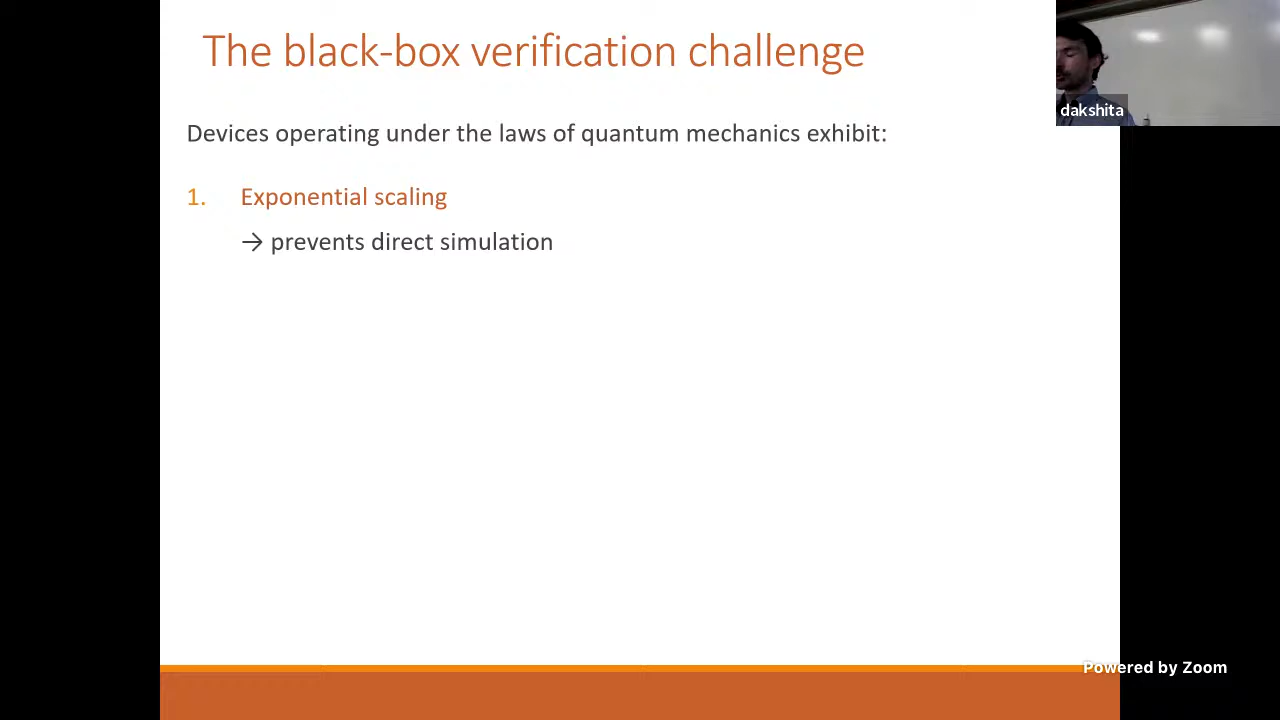 The black-box verification challenge
dakshita
Devices operating under the laws of quantum mechanics exhibit:
1. Exponential scaling
→ prevents direct simulation
Powered by Zoom